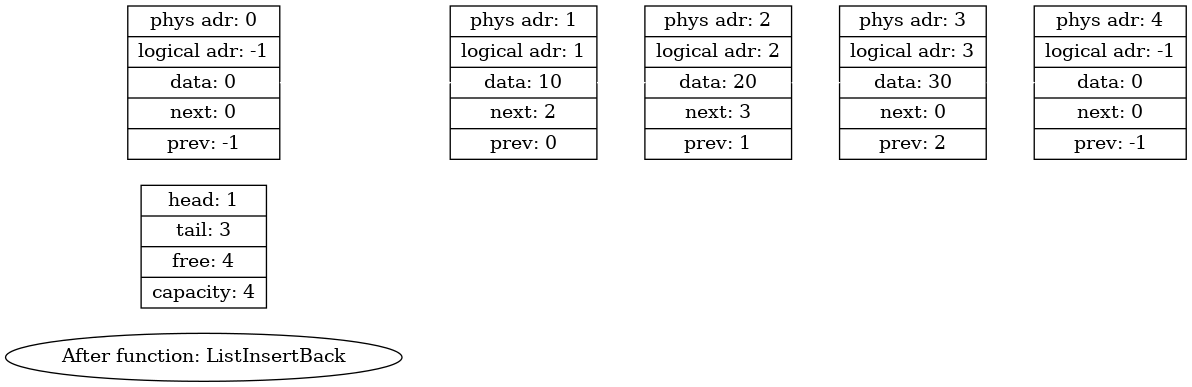 phys adr: 0
logical adr: -1
data: 0
next: 0
prev: -1
phys adr: 1
logical adr: 1
data: 10
next: 2
prev: 0
phys adr: 2
logical adr: 2
data: 20
next: 3
prev: 1
phys adr: 3
logical adr: 3
data: 30
next: 0
prev: 2
phys adr: 4
logical adr: -1
data: 0
next: 0
prev: -1
head: 1
tail: 3
free: 4
capacity: 4
After function: ListInsertBack